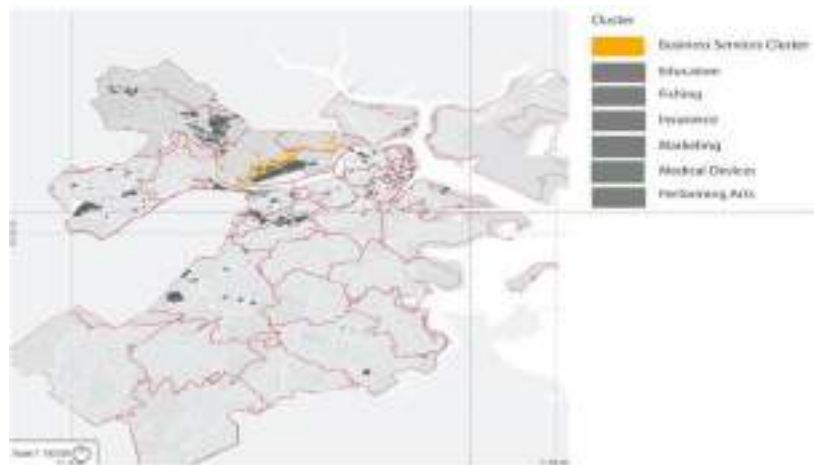 Cluster
Business Services Cluster
Education
Fishing
Insurance
Marketing
Medical Devices
Performing Arts